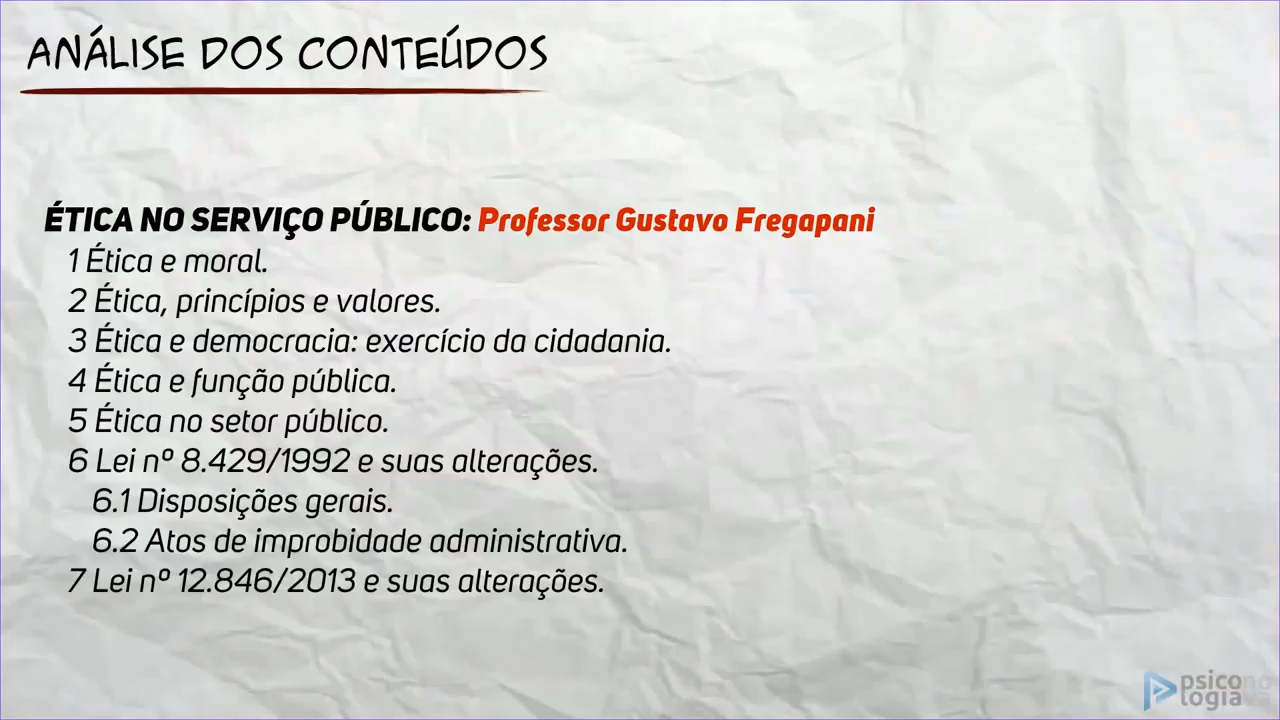 ANÁLISE DOS CONTEÚDOS
ÉTICA NO SERVIÇO PÚBLICO: Professor Gustavo Fregapani
1 Ética e moral.
2 Ética, princípios e valores.
3 Ética e democracia: exercício da cidadania.
4 Ética e função pública.
5 Ética no setor público.
6 Lei nº 8.429/1992 e suas alterações.
6.1 Disposições gerais.
6.2 Atos de improbidade administrativa.
7 Lei nº 12.846/2013 e suas alterações.
psico
logia